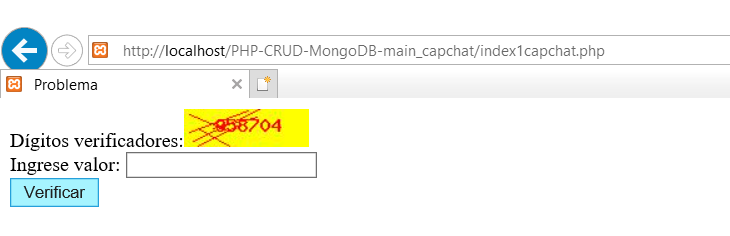 http://localhost/PHP-CRUD-MongoDB-main_capchat/index1capchat.php
Problema
Dígitos verificadores: 958704
Ingrese valor:
Verificar